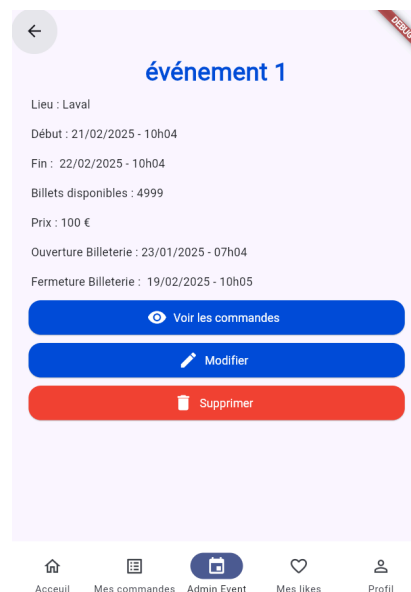 DEBUG
événement 1
Lieu : Laval
Début : 21/02/2025 - 10h04
Fin :  22/02/2025 - 10h04
Billets disponibles : 4999
Prix : 100 €
Ouverture Billeterie : 23/01/2025 - 07h04
Fermeture Billeterie :  19/02/2025 - 10h05
Voir les commandes
Modifier
Supprimer
Acceuil Mes commandes Admin Event Mes likes Profil